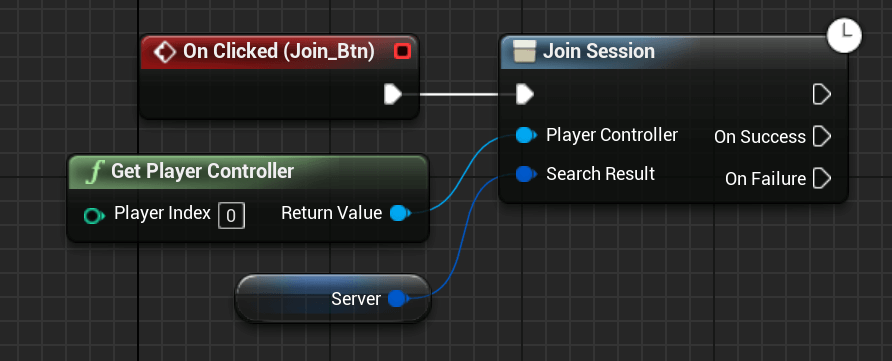 On Clicked (Join_Btn)
Join Session
Player Controller
On Success
Search Result
On Failure
f Get Player Controller
Player Index 0
Return Value
Server